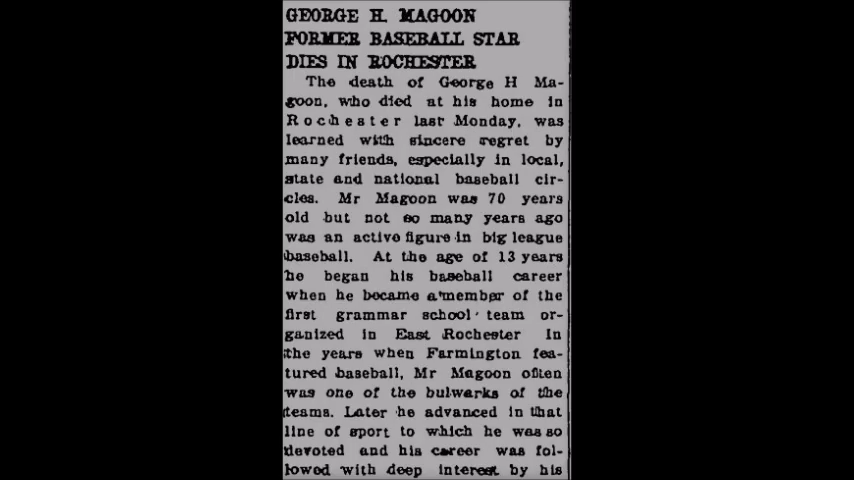 GEORGE H. MAGOON
FORMER BASEBALL STAR
DIES IN ROCHESTER
The death of George H Ma-
goon, who died at his home in
Rochester last Monday, was
learned with sincere regret by
many friends, especially in local,
state and national baseball cir-
cles. Mr Magoon was 70 years
old but not so many years ago
was an active figure in big league
baseball. At the age of 13 years
he began his baseball career
when he became a member of the
first grammar school team or-
ganized in East Rochester In
the years when Farmington fea-
tured baseball, Mr Magoon often
was one of the bulwarks of the
teams. Later he advanced in that
line of sport to which he was so
devoted and his career was fol-
lowed with deep interest by his